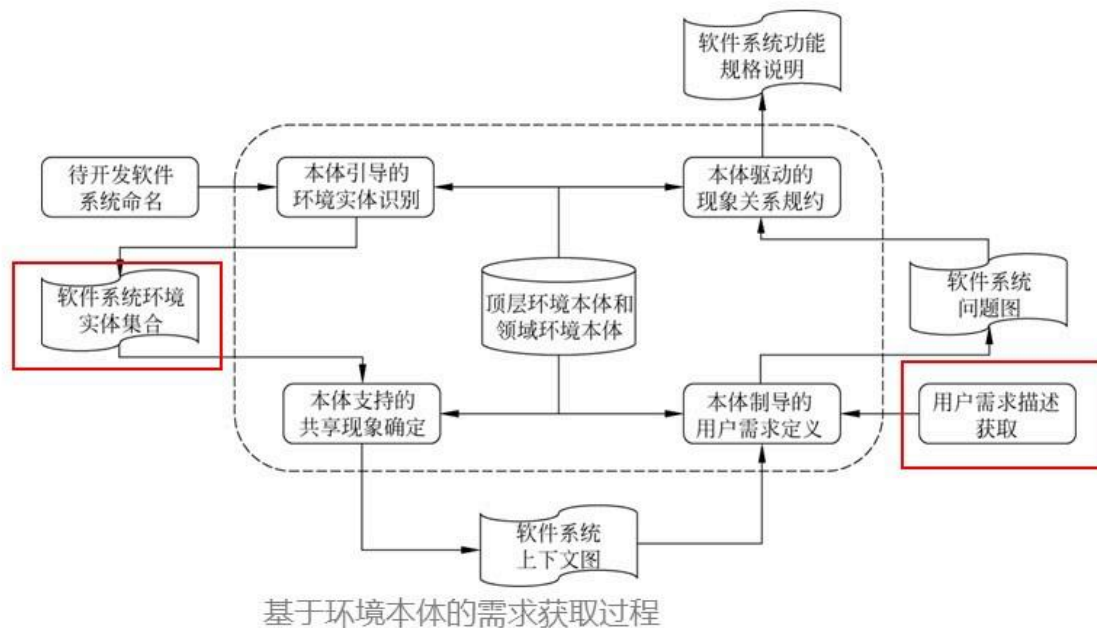 软件系统功能
规格说明
待开发软件
系统命名
本体引导的
环境实体识别
本体驱动的
现象关系规约
软件系统环境
实体集合
顶层环境本体和
领域环境本体
软件系统
问题图
本体支持的
共享现象确定
本体制导的
用户需求定义
用户需求描述
获取
软件系统
上下文图
基于环境本体的需求获取过程